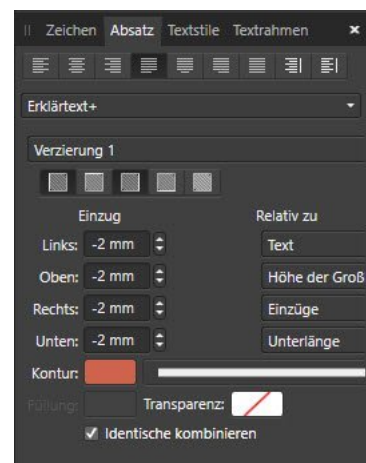 Zeichen Absatz Textstile Textrahmen
Erklärtext+
Verzierung 1
Einzug Relativ zu
Links: -2 mm Text
Oben: -2 mm Höhe der Groß
Rechts: -2 mm Einzüge
Unten: -2 mm Unterlänge
Kontur:
Füllung: Transparenz:
Identische kombinieren